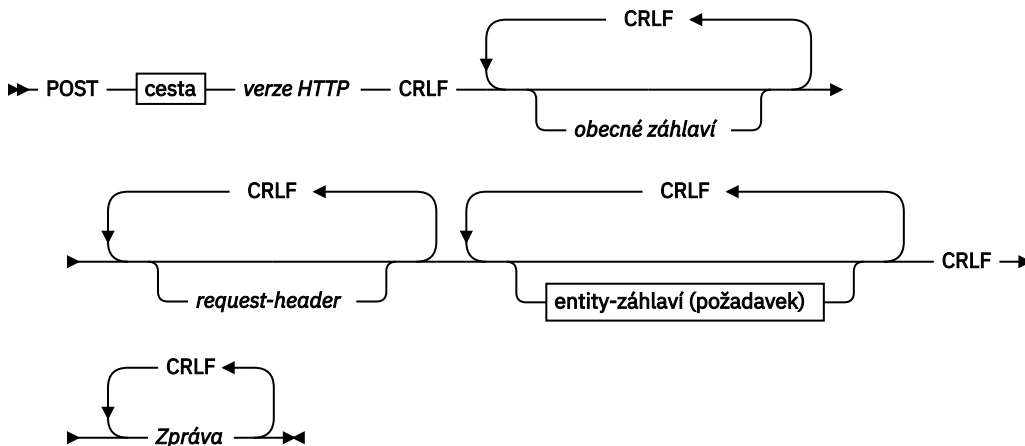 CRLF
POST cesta verze HTTP CRLF
obecné záhlaví
CRLF CRLF
CRLF
request-header entity-záhlaví (požadavek)
CRLF
Zpráva